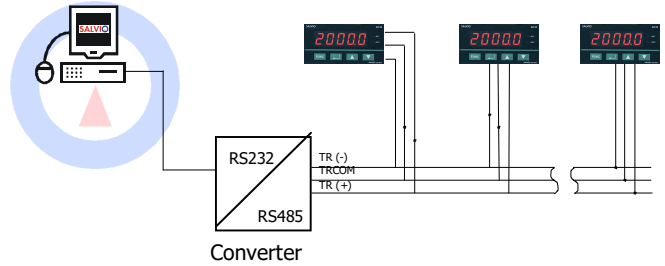 SALVIO
2000.0
2000.0
2000.0
RS232
TR (-)
TRCOM
TR (+)
RS485
Converter